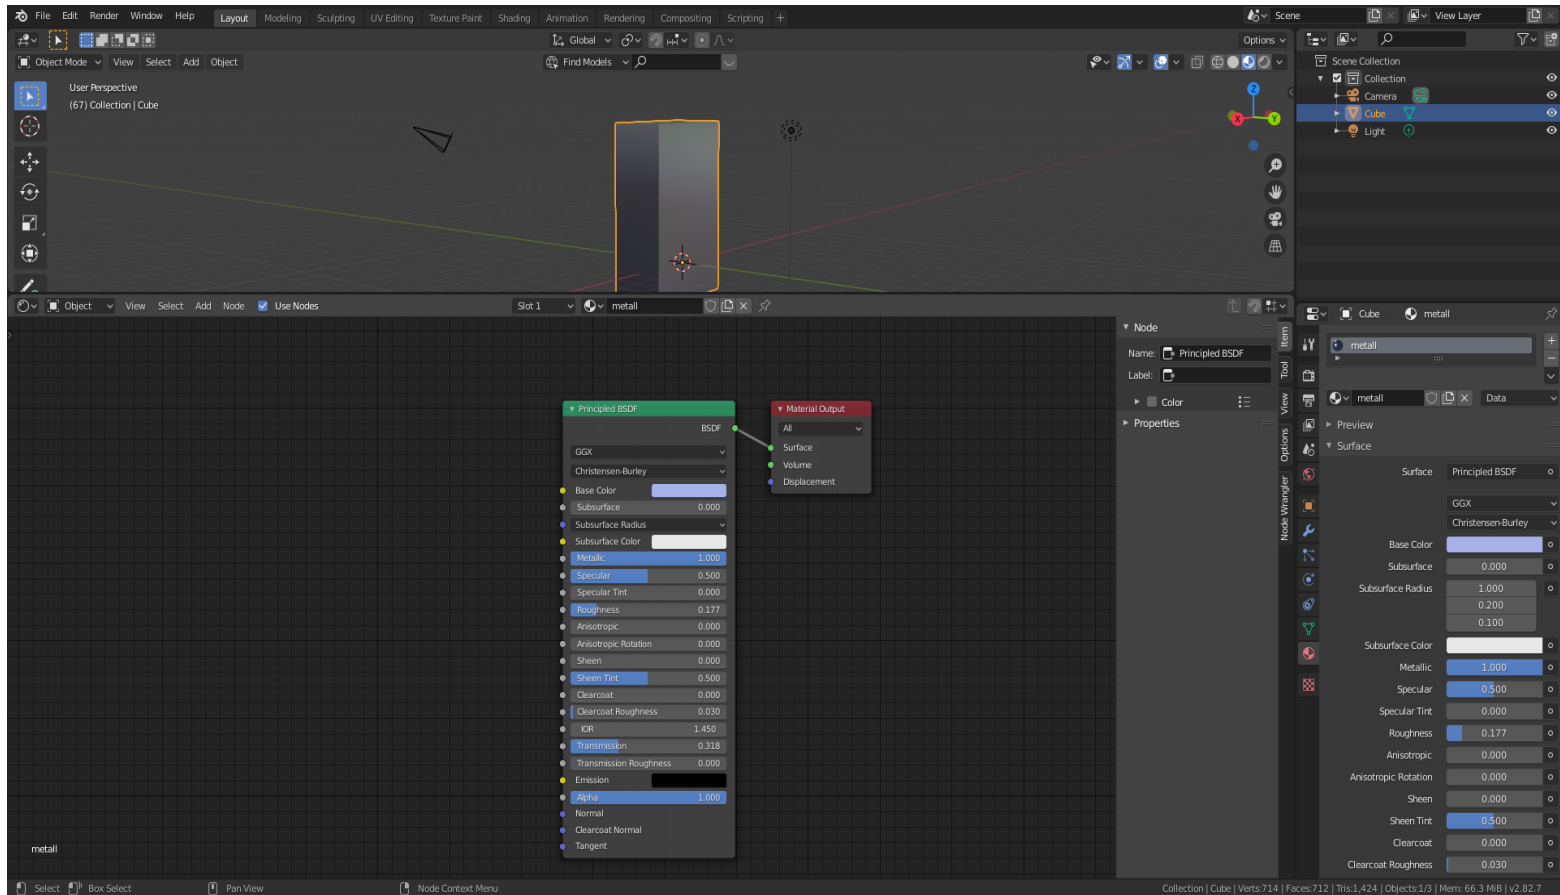 File Edit Render Window Help Layout Modeling Sculpting UV Editing Texture Paint Shading Animation Rendering Compositing Scripting + Scene View Layer
Global Options
Object Mode View Select Add Object Find Models
User Perspective
(67) Collection | Cube
Z
X
Y
Scene Collection
Collection
Camera
Cube
Light
Object View Select Add Node Use Nodes Slot 1 metall
Principled BSDF
BSDF
GGX
Christensen-Burley
Base Color
Subsurface 0.000
Subsurface Radius
Subsurface Color
Metallic 1.000
Specular 0.500
Specular Tint 0.000
Roughness 0.177
Anisotropic 0.000
Anisotropic Rotation 0.000
Sheen 0.000
Sheen Tint 0.500
Clearcoat 0.000
Clearcoat Roughness 0.030
IOR 1.450
Transmission 0.318
Transmission Roughness 0.000
Emission
Alpha 1.000
Normal
Clearcoat Normal
Tangent
Material Output
All
Surface
Volume
Displacement
metall
Node
Name: Principled BSDF
Label:
Color
Properties
Item
Tool
View
Options
Node Wrangler
Cube metall
metall
metall Data
Preview
Surface
Surface Principled BSDF
GGX
Christensen-Burley
Base Color
Subsurface 0.000
Subsurface Radius 1.000
0.200
0.100
Subsurface Color
Metallic 1.000
Specular 0.500
Specular Tint 0.000
Roughness 0.177
Anisotropic 0.000
Anisotropic Rotation 0.000
Sheen 0.000
Sheen Tint 0.500
Clearcoat 0.000
Clearcoat Roughness 0.030
Select Box Select Pan View Node Context Menu Collection | Cube | Verts:714 | Faces:712 | Tris:1,424 | Objects:1/3 | Mem: 66.3 MiB | v2.82.7